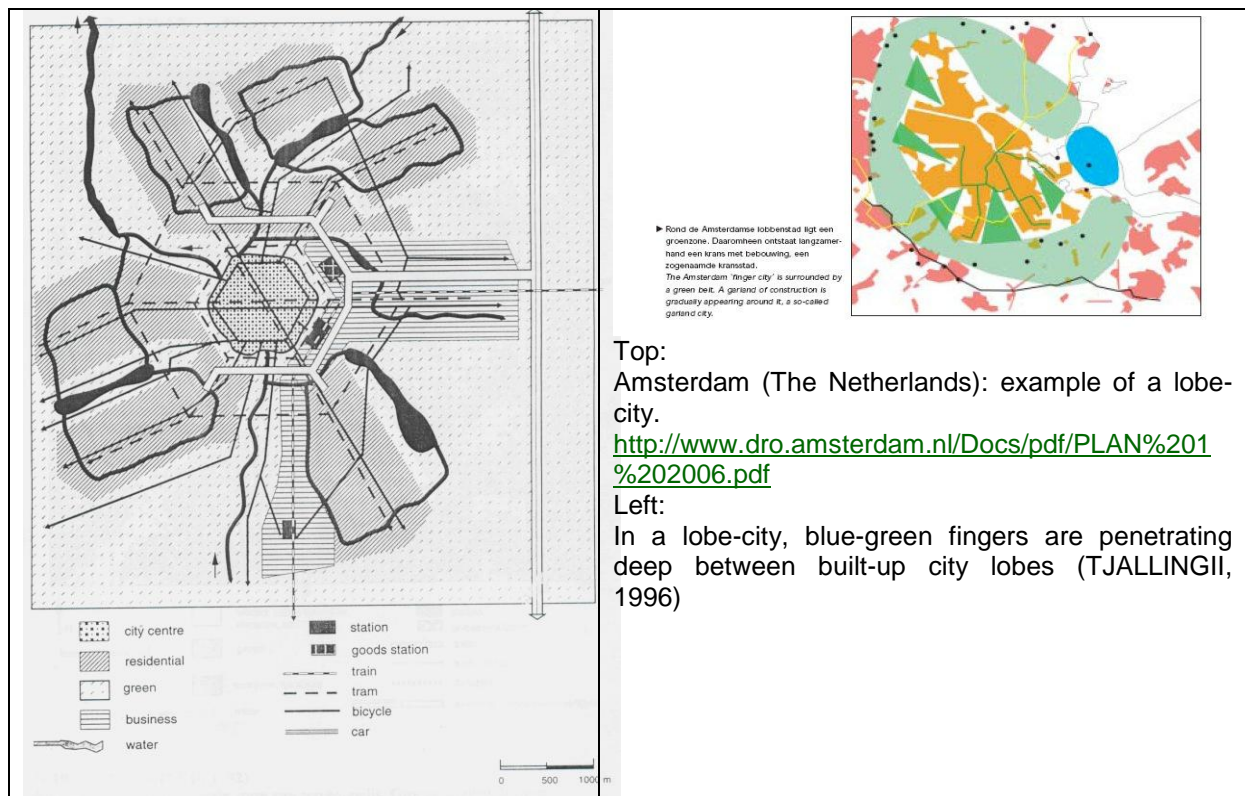 city centre
residential
green
business
water
station
goods station
train
tram
bicycle
car
0 500 1000 m
► Rond de Amsterdamse lobbenstad ligt een
groenzone. Daaromheen ontstaat langzamer-
hand een krans met bebouwing, een
zogenaamde kransstad.
The Amsterdam 'finger city' is surrounded by
a green belt. A garland of construction is
gradually appearing around it, a so-called
garland city.
Top:
Amsterdam (The Netherlands): example of a lobe-
city.
http://www.dro.amsterdam.nl/Docs/pdf/PLAN%201
%202006.pdf
Left:
In a lobe-city, blue-green fingers are penetrating
deep between built-up city lobes (TJALLINGII,
1996)